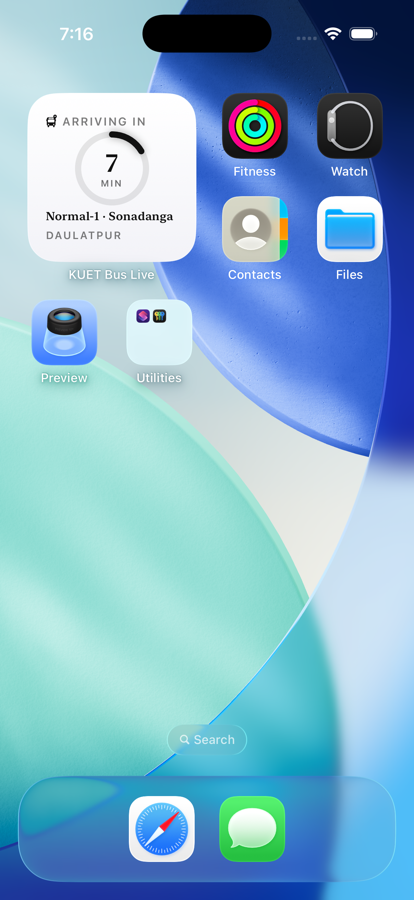 7:16
ARRIVING IN
7
MIN
Normal-1 · Sonadanga
DAULATPUR
KUET Bus Live
Fitness
Watch
Contacts
Files
Preview
Utilities
Search